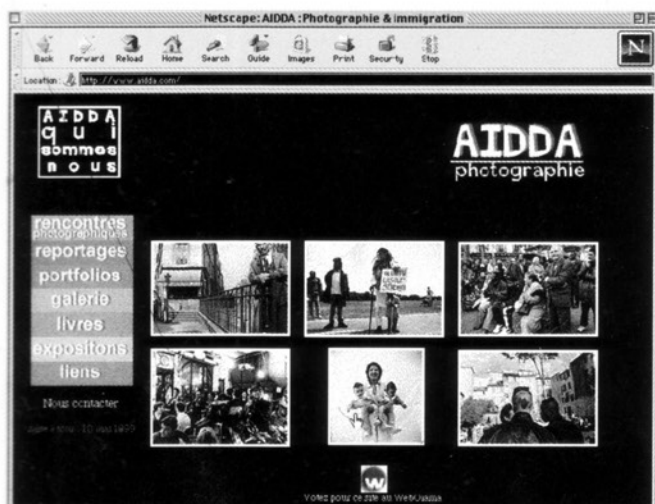 Netscape: AIDDA : Photographie & immigration
Back Forward Reload Home Search Guide Images Print Security Stop
N
Location: http://www.aidda.com/
AIDDA
qui
sommes
nous
AIDDA
photographie
rencontres
photographiques
reportages
portfolios
galerie
livres
expositons
liens
Nous contacter
1999
W
Votez pour ce site au WebOrama